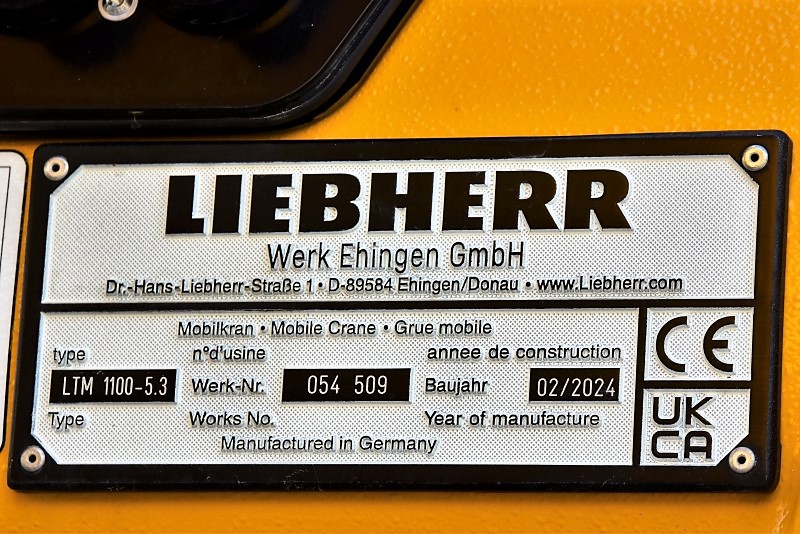 LIEBHERR
Werk Ehingen GmbH
Dr.-Hans-Liebherr-Straße 1 • D-89584 Ehingen/Donau • www.Liebherr.com
Mobilkran • Mobile Crane • Grue mobile
type n°d'usine annee de construction
LTM 1100-5.3 Werk-Nr. 054 509 Baujahr 02/2024
Type Works No. Year of manufacture
Manufactured in Germany
CE
UK
CA